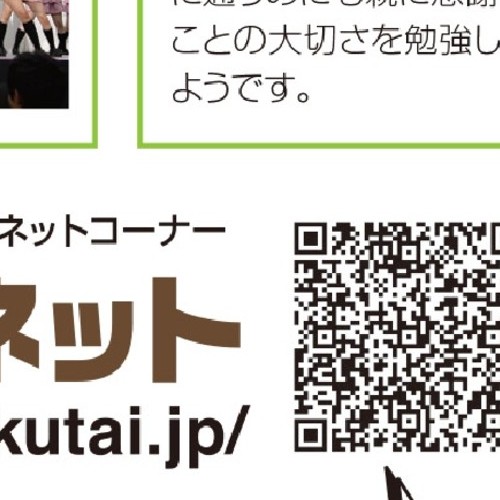 ことの大切さを勉強し
ようです。
ネットコーナー
ネット
kutai.jp/